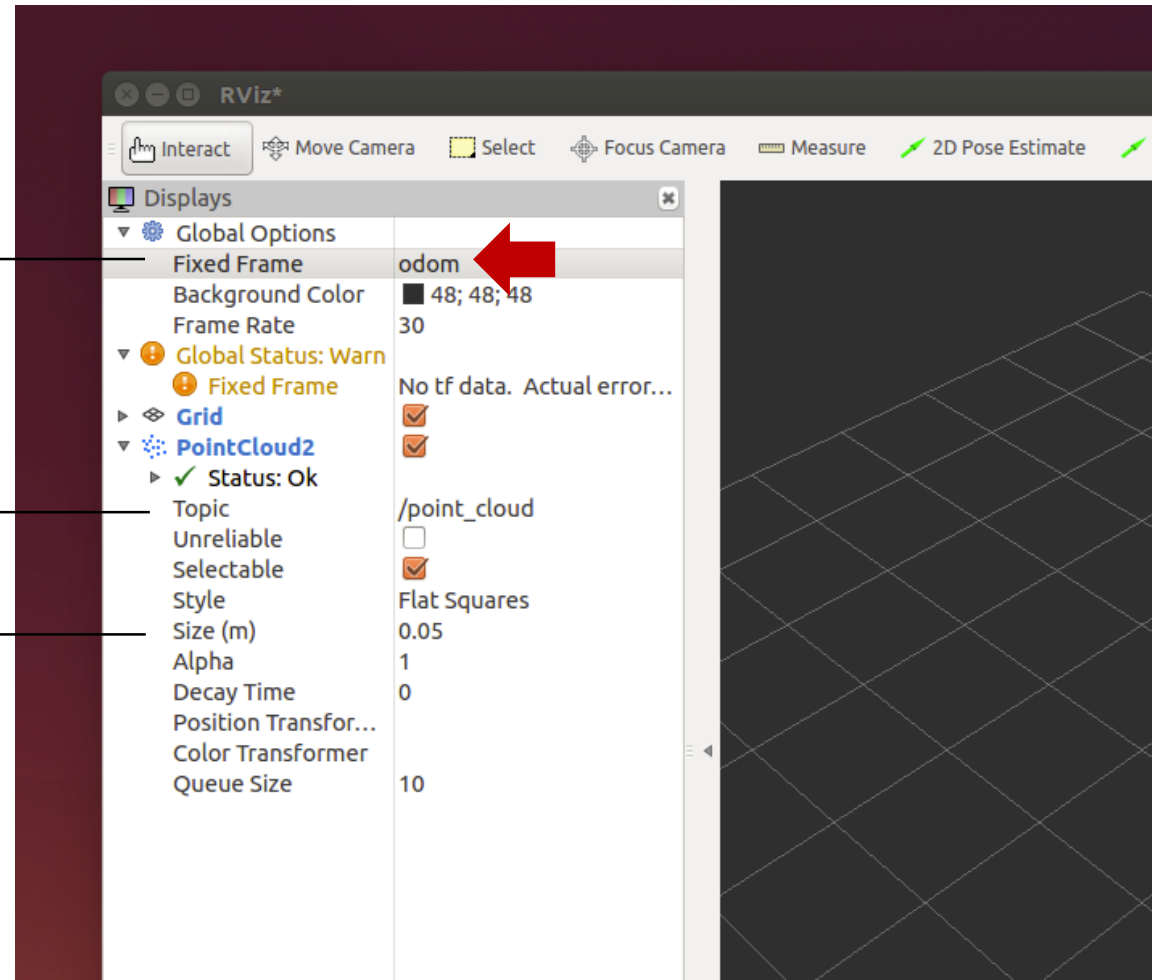 RViz*
Interact Move Camera Select Focus Camera Measure 2D Pose Estimate
Displays
Global Options
Fixed Frame odom
Background Color 48; 48; 48
Frame Rate 30
Global Status: Warn
Fixed Frame No tf data. Actual error...
Grid
PointCloud2
Status: Ok
Topic /point_cloud
Unreliable
Selectable
Style Flat Squares
Size (m) 0.05
Alpha 1
Decay Time 0
Position Transfor...
Color Transformer
Queue Size 10